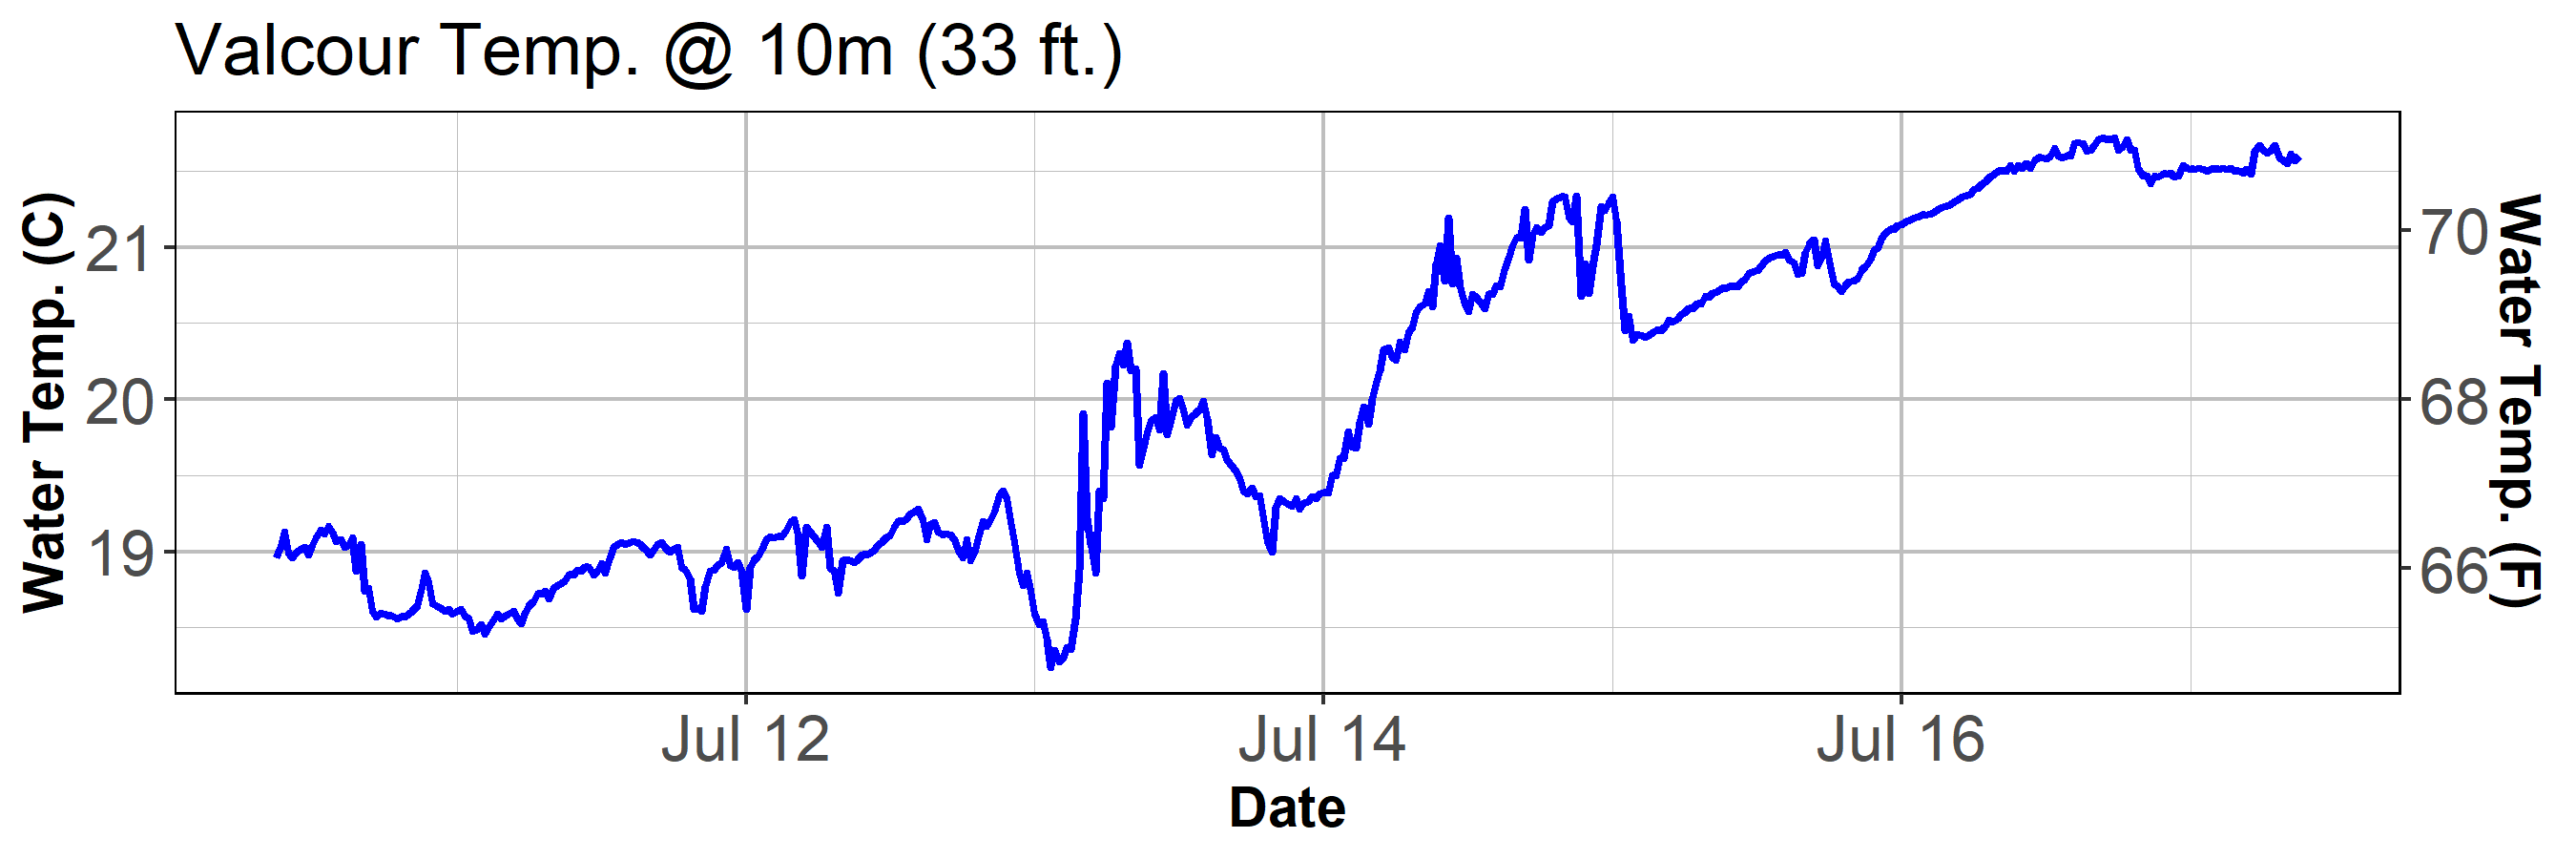 Valcour Temp. @ 10m (33 ft.)
Water Temp. (C)
21
20
19
70
68
66
Water Temp. (F)
Jul 12
Jul 14
Jul 16
Date